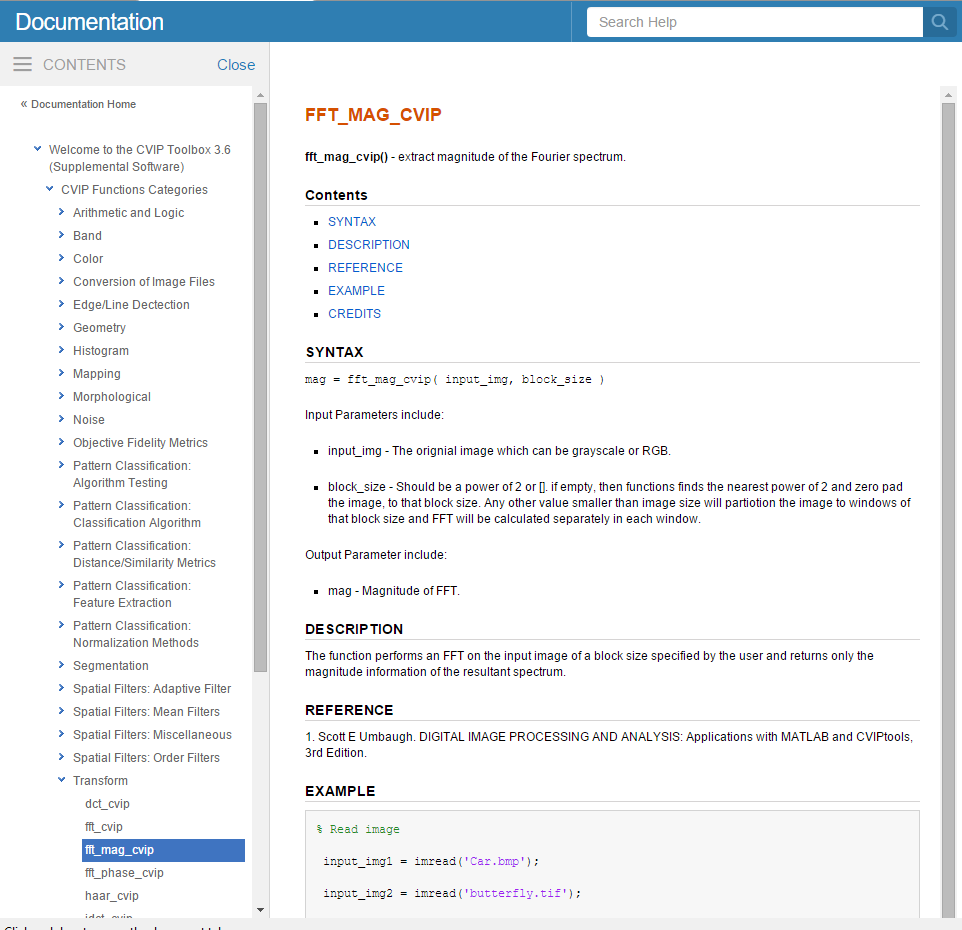 Documentation
Search Help
CONTENTS
Close
« Documentation Home
Welcome to the CVIP Toolbox 3.6
(Supplemental Software)
CVIP Functions Categories
Arithmetic and Logic
Band
Color
Conversion of Image Files
Edge/Line Dectection
Geometry
Histogram
Mapping
Morphological
Noise
Objective Fidelity Metrics
Pattern Classification:
Algorithm Testing
Pattern Classification:
Classification Algorithm
Pattern Classification:
Distance/Similarity Metrics
Pattern Classification:
Feature Extraction
Pattern Classification:
Normalization Methods
Segmentation
Spatial Filters: Adaptive Filter
Spatial Filters: Mean Filters
Spatial Filters: Miscellaneous
Spatial Filters: Order Filters
Transform
dct_cvip
fft_cvip
fft_mag_cvip
fft_phase_cvip
haar_cvip
FFT_MAG_CVIP
fft_mag_cvip() - extract magnitude of the Fourier spectrum.
Contents
SYNTAX
DESCRIPTION
REFERENCE
EXAMPLE
CREDITS
SYNTAX
mag = fft_mag_cvip( input_img, block_size )
Input Parameters include:
input_img - The orignial image which can be grayscale or RGB.
block_size - Should be a power of 2 or []. if empty, then functions finds the nearest power of 2 and zero pad
the image, to that block size. Any other value smaller than image size will partiotion the image to windows of
that block size and FFT will be calculated separately in each window.
Output Parameter include:
mag - Magnitude of FFT.
DESCRIPTION
The function performs an FFT on the input image of a block size specified by the user and returns only the
magnitude information of the resultant spectrum.
REFERENCE
1. Scott E Umbaugh. DIGITAL IMAGE PROCESSING AND ANALYSIS: Applications with MATLAB and CVIPtools,
3rd Edition.
EXAMPLE
% Read image
input_img1 = imread('Car.bmp');
input_img2 = imread('butterfly.tif');